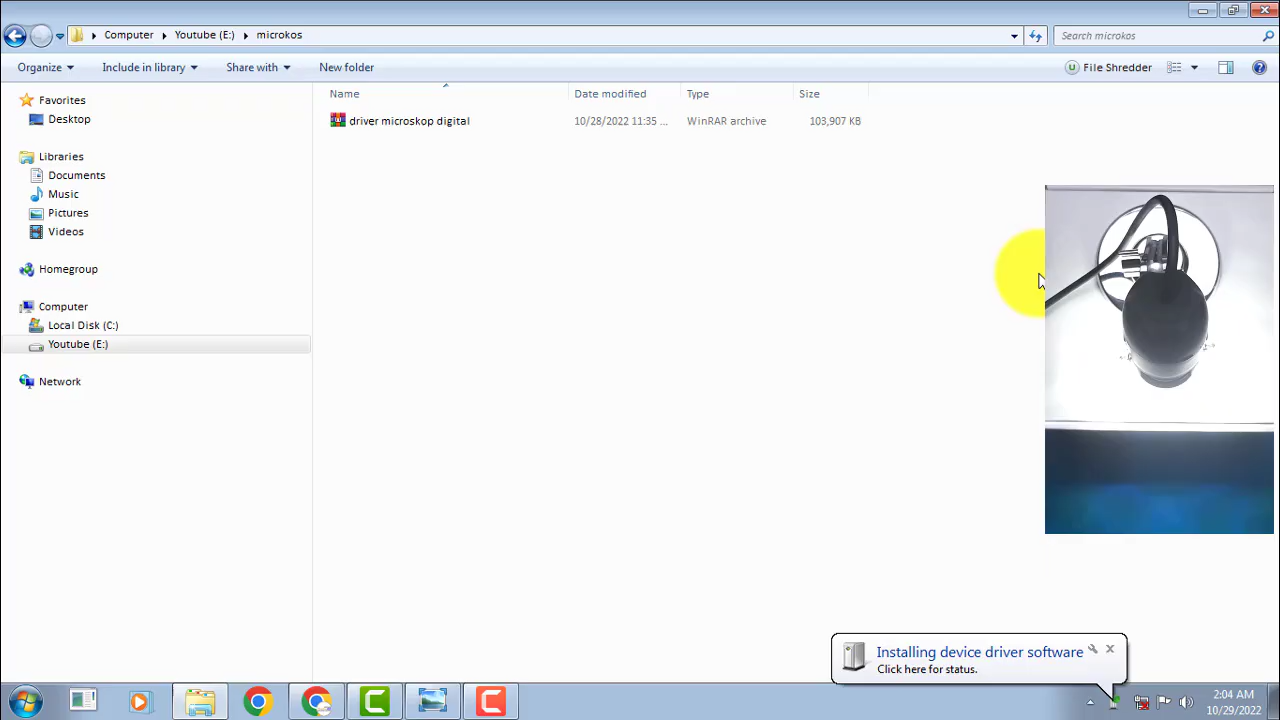 Computer Youtube (E:) microkos
Search microkos
Organize Include in library Share with New folder File Shredder
Name Date modified Type Size
driver microskop digital 10/28/2022 11:35 ... WinRAR archive 103,907 KB
Favorites
Desktop
Libraries
Documents
Music
Pictures
Videos
Homegroup
Computer
Local Disk (C:)
Youtube (E:)
Network
Installing device driver software
Click here for status.
2:04 AM
10/29/2022